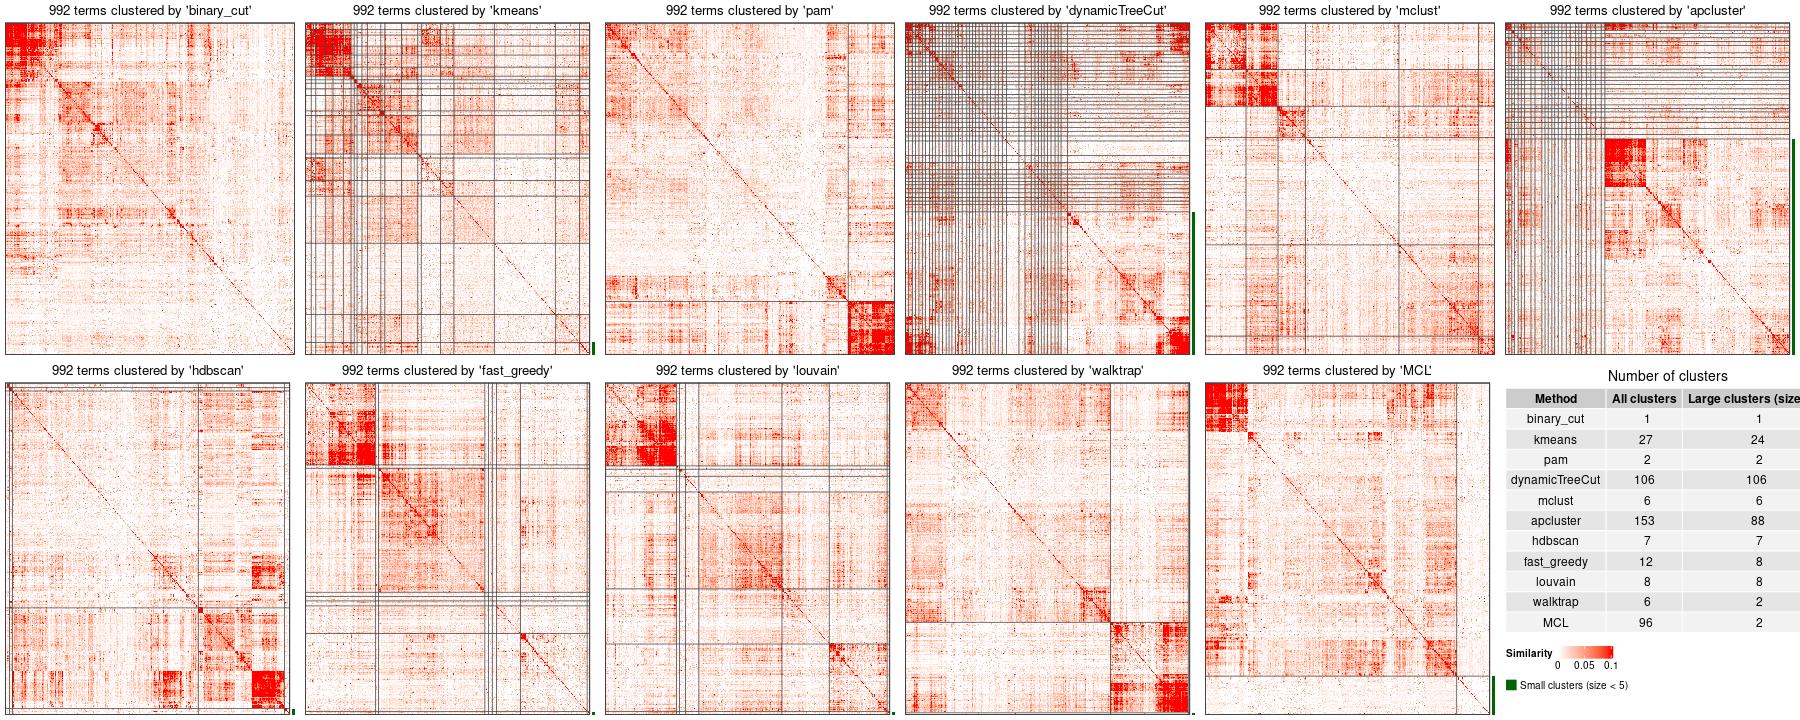 992 terms clustered by 'binary_cut'
992 terms clustered by 'kmeans'
992 terms clustered by 'pam'
992 terms clustered by 'dynamicTreeCut'
992 terms clustered by 'mclust'
992 terms clustered by 'apcluster'
992 terms clustered by 'hdbscan'
992 terms clustered by 'fast_greedy'
992 terms clustered by 'louvain'
992 terms clustered by 'walktrap'
992 terms clustered by 'MCL'
Number of clusters
Method All clusters Large clusters (size
binary_cut 1 1
kmeans 27 24
pam 2 2
dynamicTreeCut 106 106
mclust 6 6
apcluster 153 88
hdbscan 7 7
fast_greedy 12 8
louvain 8 8
walktrap 6 2
MCL 96 2
Similarity
0 0.05 0.1
Small clusters (size < 5)